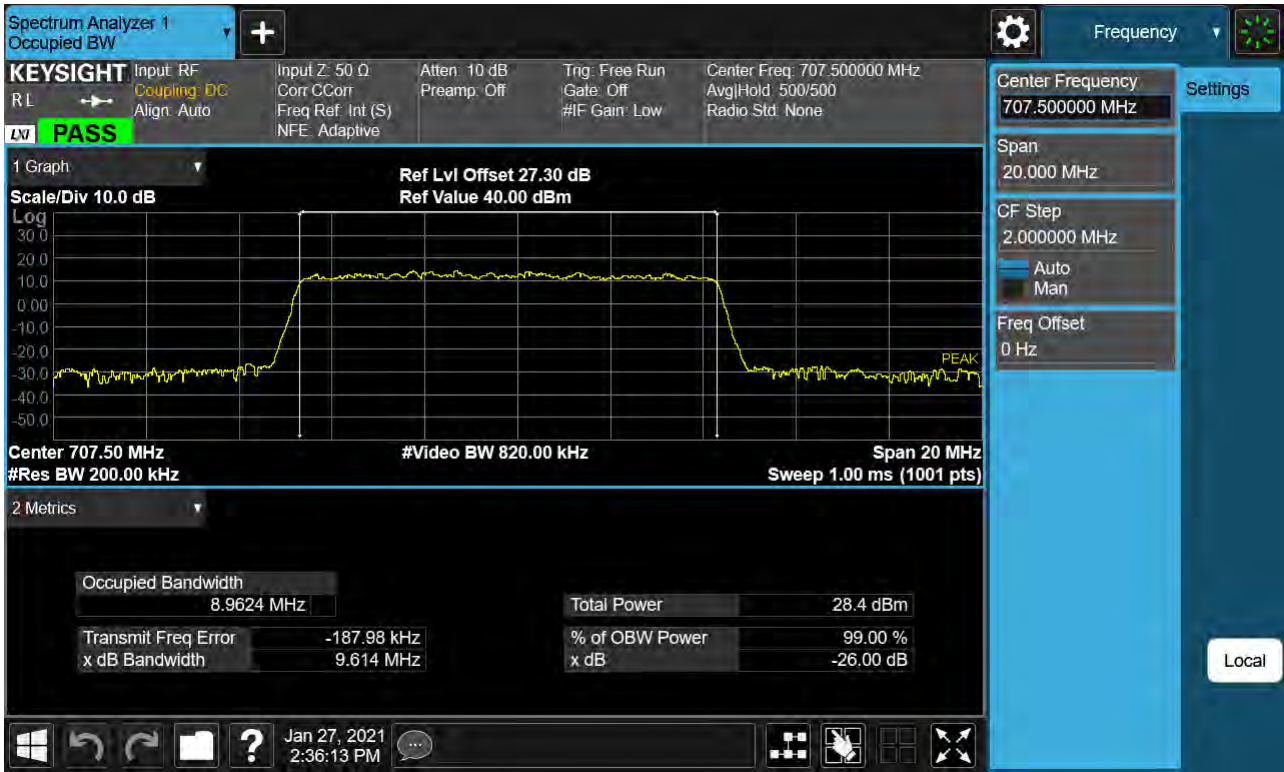 Spectrum Analyzer 1
Occupied BW
+
Frequency
KEYSIGHT
RL
LXI PASS
Input: RF
Coupling: DC
Align: Auto
Input Z: 50 Ω
Corr CCorr
Freq Ref: Int (S)
NFE: Adaptive
Atten: 10 dB
Preamp: Off
Trig: Free Run
Gate: Off
#IF Gain: Low
Center Freq: 707.500000 MHz
Avg|Hold: 500/500
Radio Std: None
Center Frequency
707.500000 MHz
Settings
Span
20.000 MHz
CF Step
2.000000 MHz
Auto
Man
Freq Offset
0 Hz
1 Graph
Scale/Div 10.0 dB
Ref Lvl Offset 27.30 dB
Ref Value 40.00 dBm
Log
30.0
20.0
10.0
0.00
-10.0
-20.0
-30.0
-40.0
-50.0
PEAK
Center 707.50 MHz
#Video BW 820.00 kHz
Span 20 MHz
#Res BW 200.00 kHz
Sweep 1.00 ms (1001 pts)
2 Metrics
Occupied Bandwidth
8.9624 MHz
Total Power 28.4 dBm
Transmit Freq Error -187.98 kHz
% of OBW Power 99.00 %
x dB Bandwidth 9.614 MHz
x dB -26.00 dB
Local
?
Jan 27, 2021
2:36:13 PM